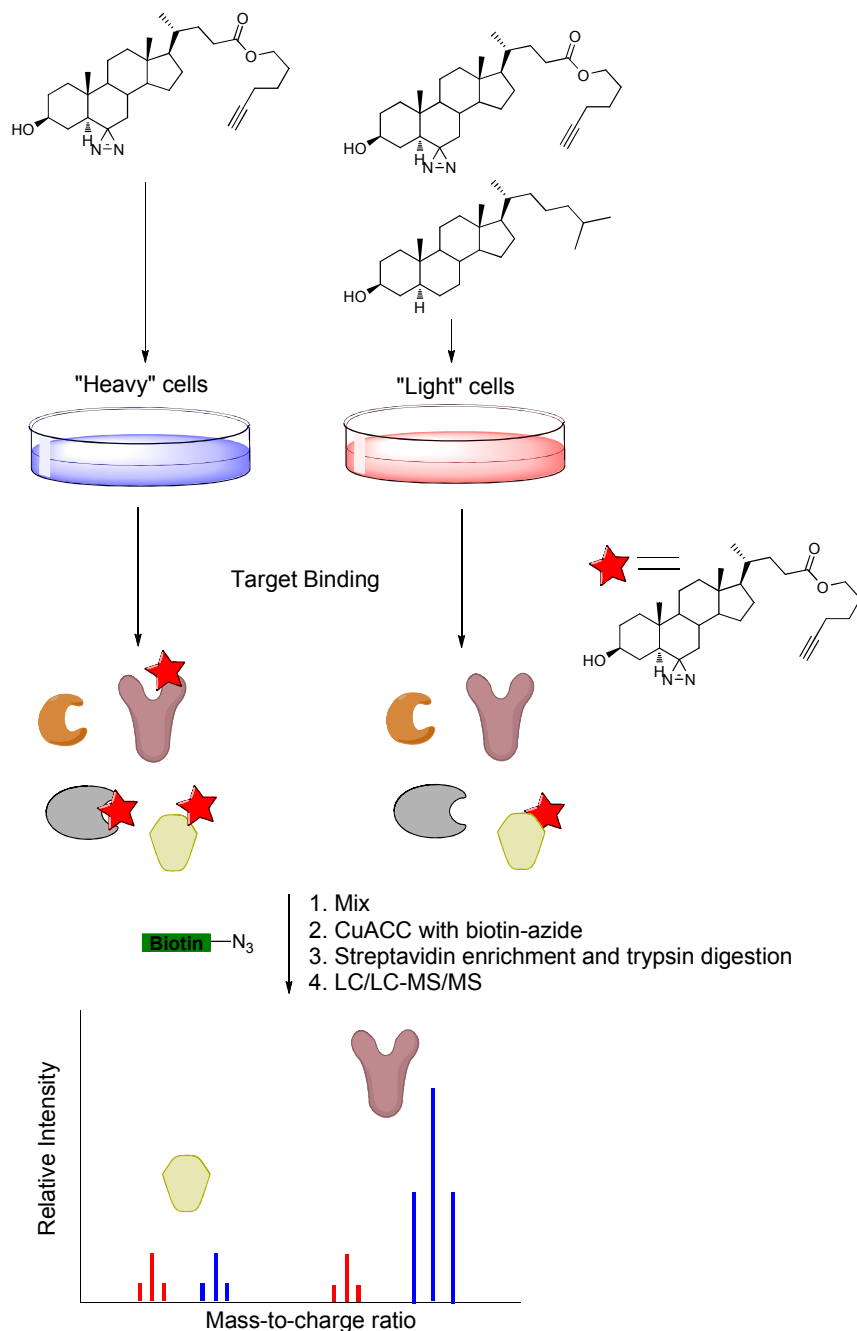 O
O
HO
H
N
N
O
O
HO
H
N
N
HO
H
"Heavy" cells
"Light" cells
Target Binding
O
O
HO
H
N
N
1. Mix
2. CuACC with biotin-azide
3. Streptavidin enrichment and trypsin digestion
4. LC/LC-MS/MS
Biotin N3
Relative Intensity
Mass-to-charge ratio